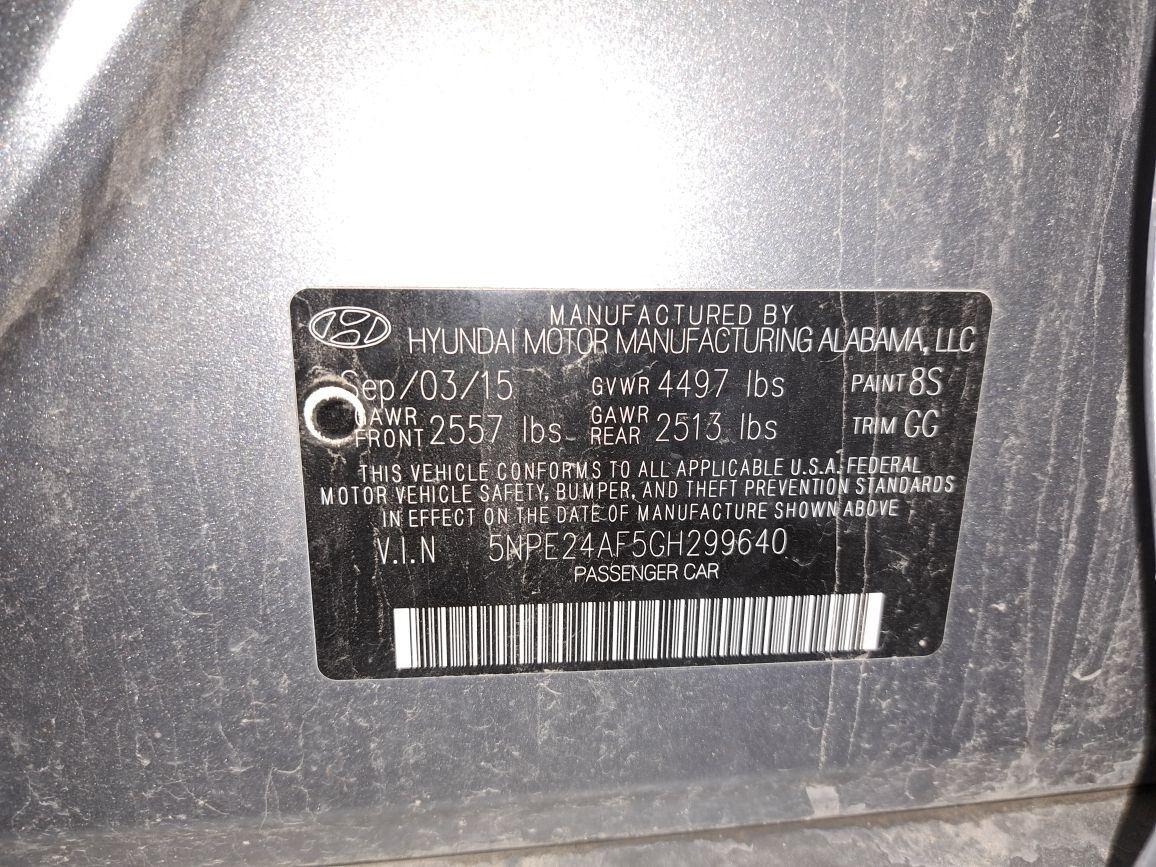 MANUFACTURED BY
HYUNDAI MOTOR MANUFACTURING ALABAMA, LLC
Sep/03/15 GVWR 4497 lbs PAINT 8S
GAWR FRONT 2557 lbs GAWR REAR 2513 lbs TRIM GG
THIS VEHICLE CONFORMS TO ALL APPLICABLE U.S.A. FEDERAL
MOTOR VEHICLE SAFETY, BUMPER, AND THEFT PREVENTION STANDARDS
IN EFFECT ON THE DATE OF MANUFACTURE SHOWN ABOVE
V.I.N 5NPE24AF5GH299640
PASSENGER CAR